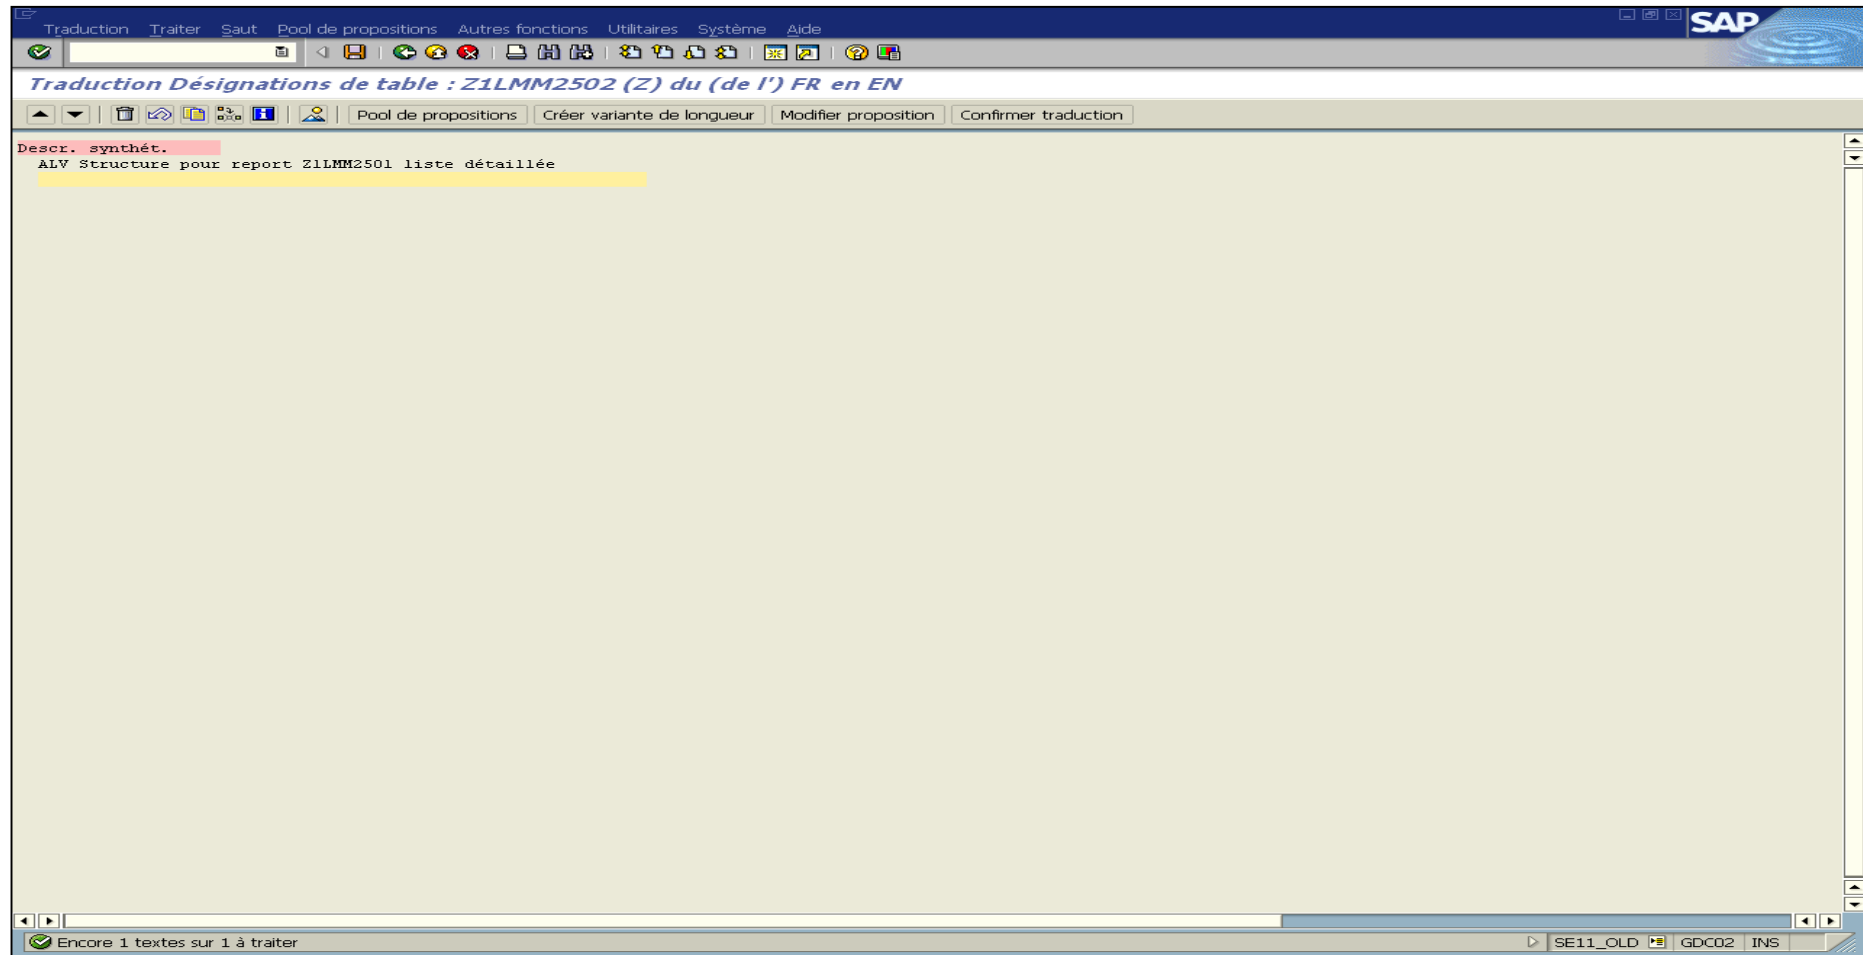 Traduction Traiter Saut Pool de propositions Autres fonctions Utilitaires Système Aide
SAP
Traduction Désignations de table : Z1LMM2502 (Z) du (de l') FR en EN
Pool de propositions Créer variante de longueur Modifier proposition Confirmer traduction
Descr. synthét.
ALV Structure pour report Z1LMM2501 liste détaillée
Encore 1 textes sur 1 à traiter
SE11_OLD GDC02 INS